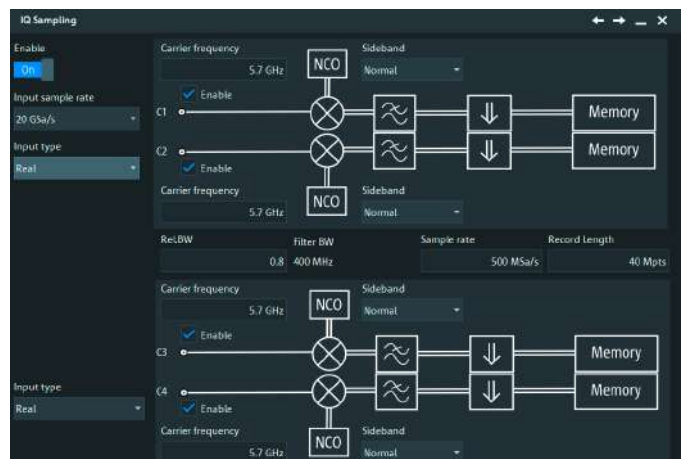 IQ Sampling
Enable
On
Input sample rate
20 GSa/s
Input type
Real
Carrier frequency
5.7 GHz
NCO
Sideband
Normal
Enable
C1
Memory
C2
Memory
Enable
Carrier frequency
5.7 GHz
NCO
Sideband
Normal
Rel.BW
0.8
Filter BW
400 MHz
Sample rate
500 MSa/s
Record Length
40 Mpts
Carrier frequency
5.7 GHz
NCO
Sideband
Normal
Enable
C3
Memory
C4
Memory
Enable
Input type
Real
Carrier frequency
5.7 GHz
NCO
Sideband
Normal